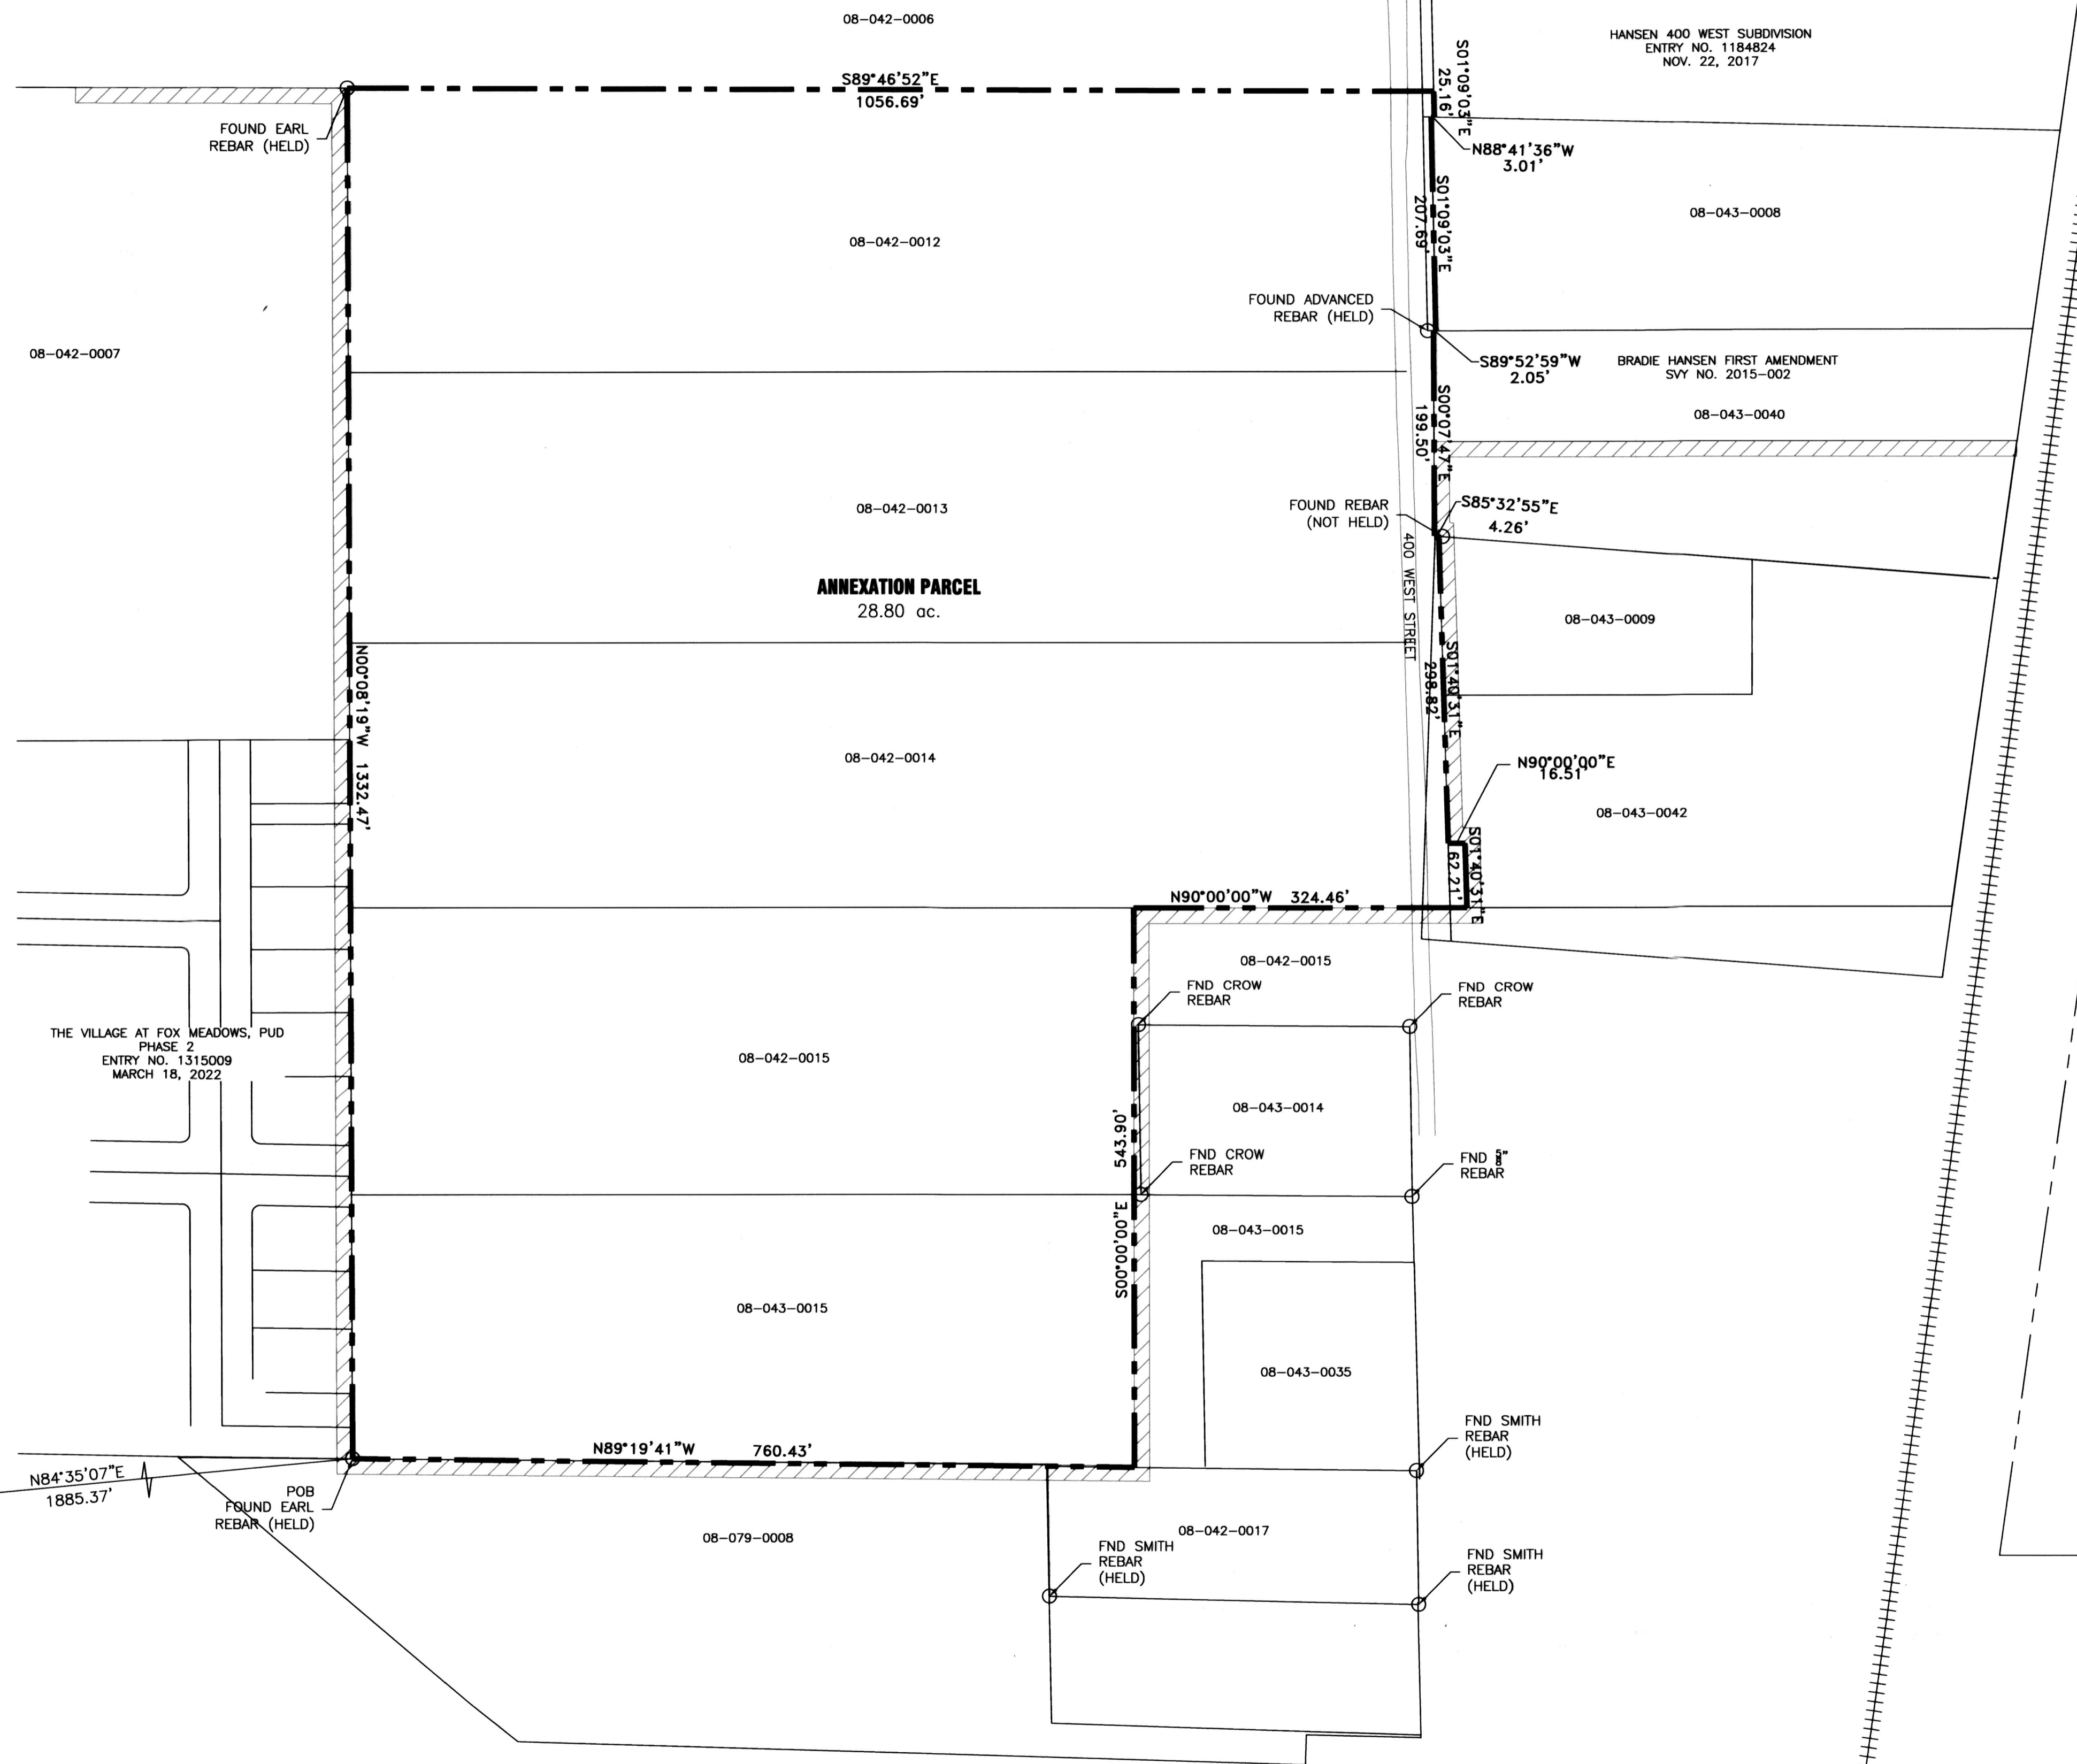 08-042-0006
HANSEN 400 WEST SUBDIVISION
ENTRY NO. 1184824
NOV. 22, 2017
S89°46'52"E
1056.69'
S01°09'03"E
25.16'
FOUND EARL
REBAR (HELD)
N88°41'36"W
3.01'
S01°09'03"E
207.69'
08-043-0008
08-042-0012
FOUND ADVANCED
REBAR (HELD)
08-042-0007
S89°52'59"W
2.05'
BRADIE HANSEN FIRST AMENDMENT
SVY NO. 2015-002
08-043-0040
S00°07'47"E
199.50'
08-042-0013
FOUND REBAR
(NOT HELD)
S85°32'55"E
4.26'
400 WEST STREET
ANNEXATION PARCEL
28.80 ac.
08-043-0009
S01°40'31"E
298.82'
N00°08'19"W 1332.47'
08-042-0014
N90°00'00"E
16.51'
08-043-0042
S01°40'31"E
62.21'
N90°00'00"W 324.46'
08-042-0015
FND CROW
REBAR
FND CROW
REBAR
THE VILLAGE AT FOX MEADOWS, PUD
PHASE 2
ENTRY NO. 1315009
MARCH 18, 2022
08-042-0015
08-043-0014
S00°00'00"E 543.90'
FND CROW
REBAR
FND 5/8"
REBAR
08-043-0015
08-043-0015
08-043-0035
FND SMITH
REBAR
(HELD)
N89°19'41"W 760.43'
N84°35'07"E
1885.37'
POB
FOUND EARL
REBAR (HELD)
08-079-0008
08-042-0017
FND SMITH
REBAR
(HELD)
FND SMITH
REBAR
(HELD)